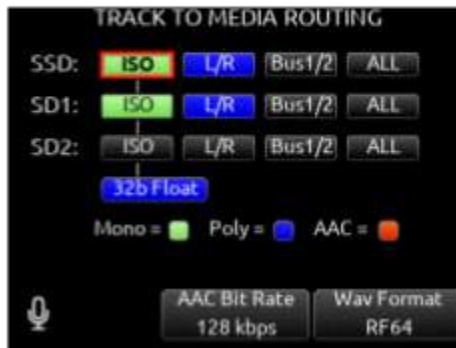 TRACK TO MEDIA ROUTING
SSD: ISO L/R Bus1/2 ALL
SD1: ISO L/R Bus1/2 ALL
SD2: ISO L/R Bus1/2 ALL
32b Float
Mono = Poly = AAC =
AAC Bit Rate Wav Format
128 kbps RF64